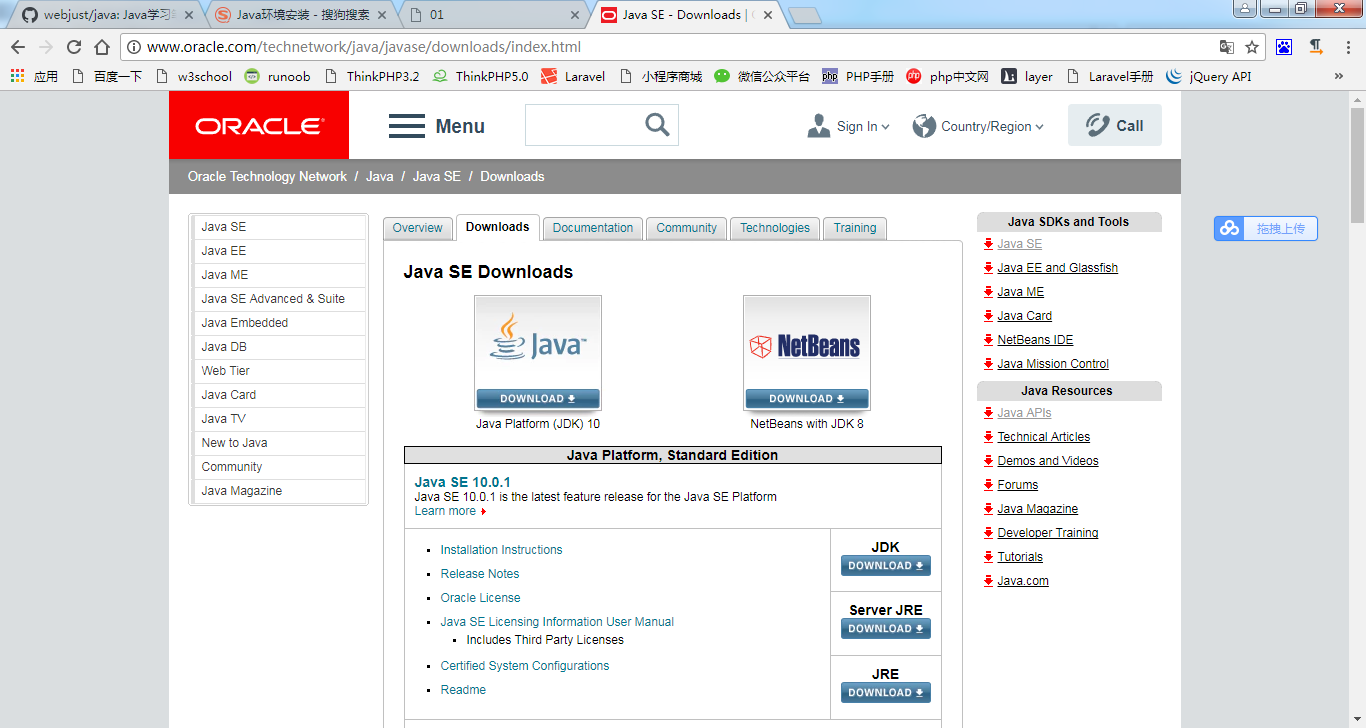 webjust/java: Java学习
Java环境安装 - 搜狗搜索
01
Java SE - Downloads |
www.oracle.com/technetwork/java/javase/downloads/index.html
应用 百度一下 w3school runoob ThinkPHP3.2 ThinkPHP5.0 Laravel 小程序商城 微信公众平台 php PHP手册 php php中文网 layer Laravel手册 jQuery API »
ORACLE
Menu
Sign In
Country/Region
Call
Oracle Technology Network / Java / Java SE / Downloads
Java SE
Java EE
Java ME
Java SE Advanced & Suite
Java Embedded
Java DB
Web Tier
Java Card
Java TV
New to Java
Community
Java Magazine
Overview Downloads Documentation Community Technologies Training
Java SE Downloads
Java™
DOWNLOAD
Java Platform (JDK) 10
NetBeans
DOWNLOAD
NetBeans with JDK 8
Java Platform, Standard Edition
Java SE 10.0.1
Java SE 10.0.1 is the latest feature release for the Java SE Platform
Learn more
Installation Instructions
Release Notes
Oracle License
Java SE Licensing Information User Manual
Includes Third Party Licenses
Certified System Configurations
Readme
JDK
DOWNLOAD
Server JRE
DOWNLOAD
JRE
DOWNLOAD
Java SDKs and Tools
Java SE
Java EE and Glassfish
Java ME
Java Card
NetBeans IDE
Java Mission Control
Java Resources
Java APIs
Technical Articles
Demos and Videos
Forums
Java Magazine
Developer Training
Tutorials
Java.com
拖拽上传